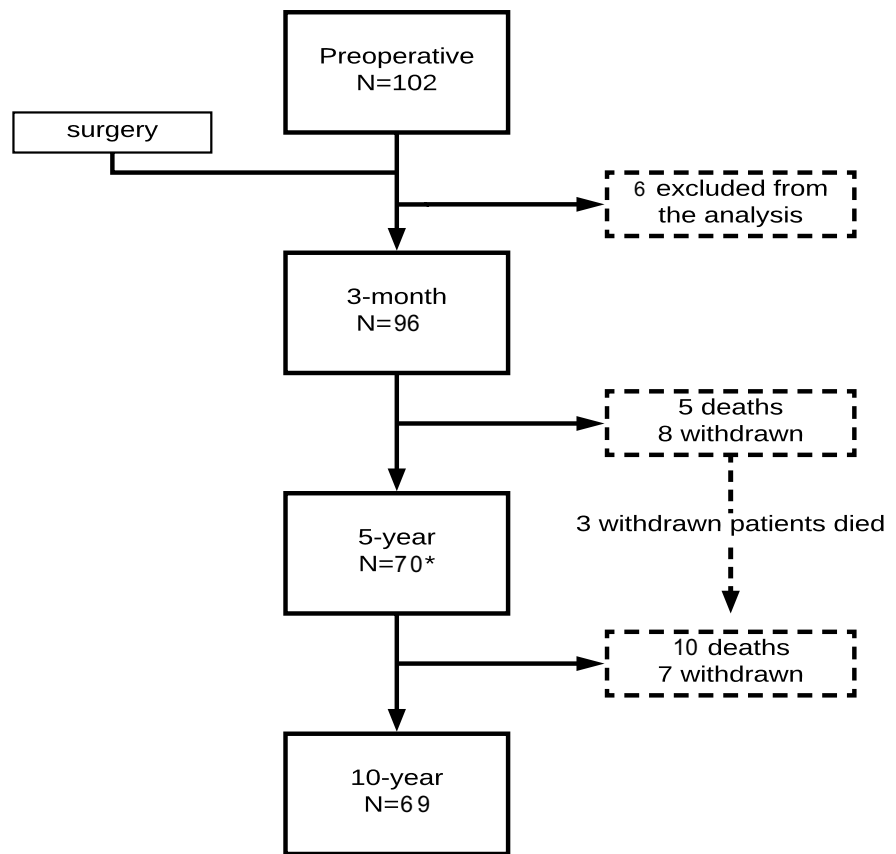 Preoperative
N=102
surgery
6 excluded from
the analysis
3-month
N=96
5 deaths
8 withdrawn
3 withdrawn patients died
5-year
N=70*
10 deaths
7 withdrawn
10-year
N=69